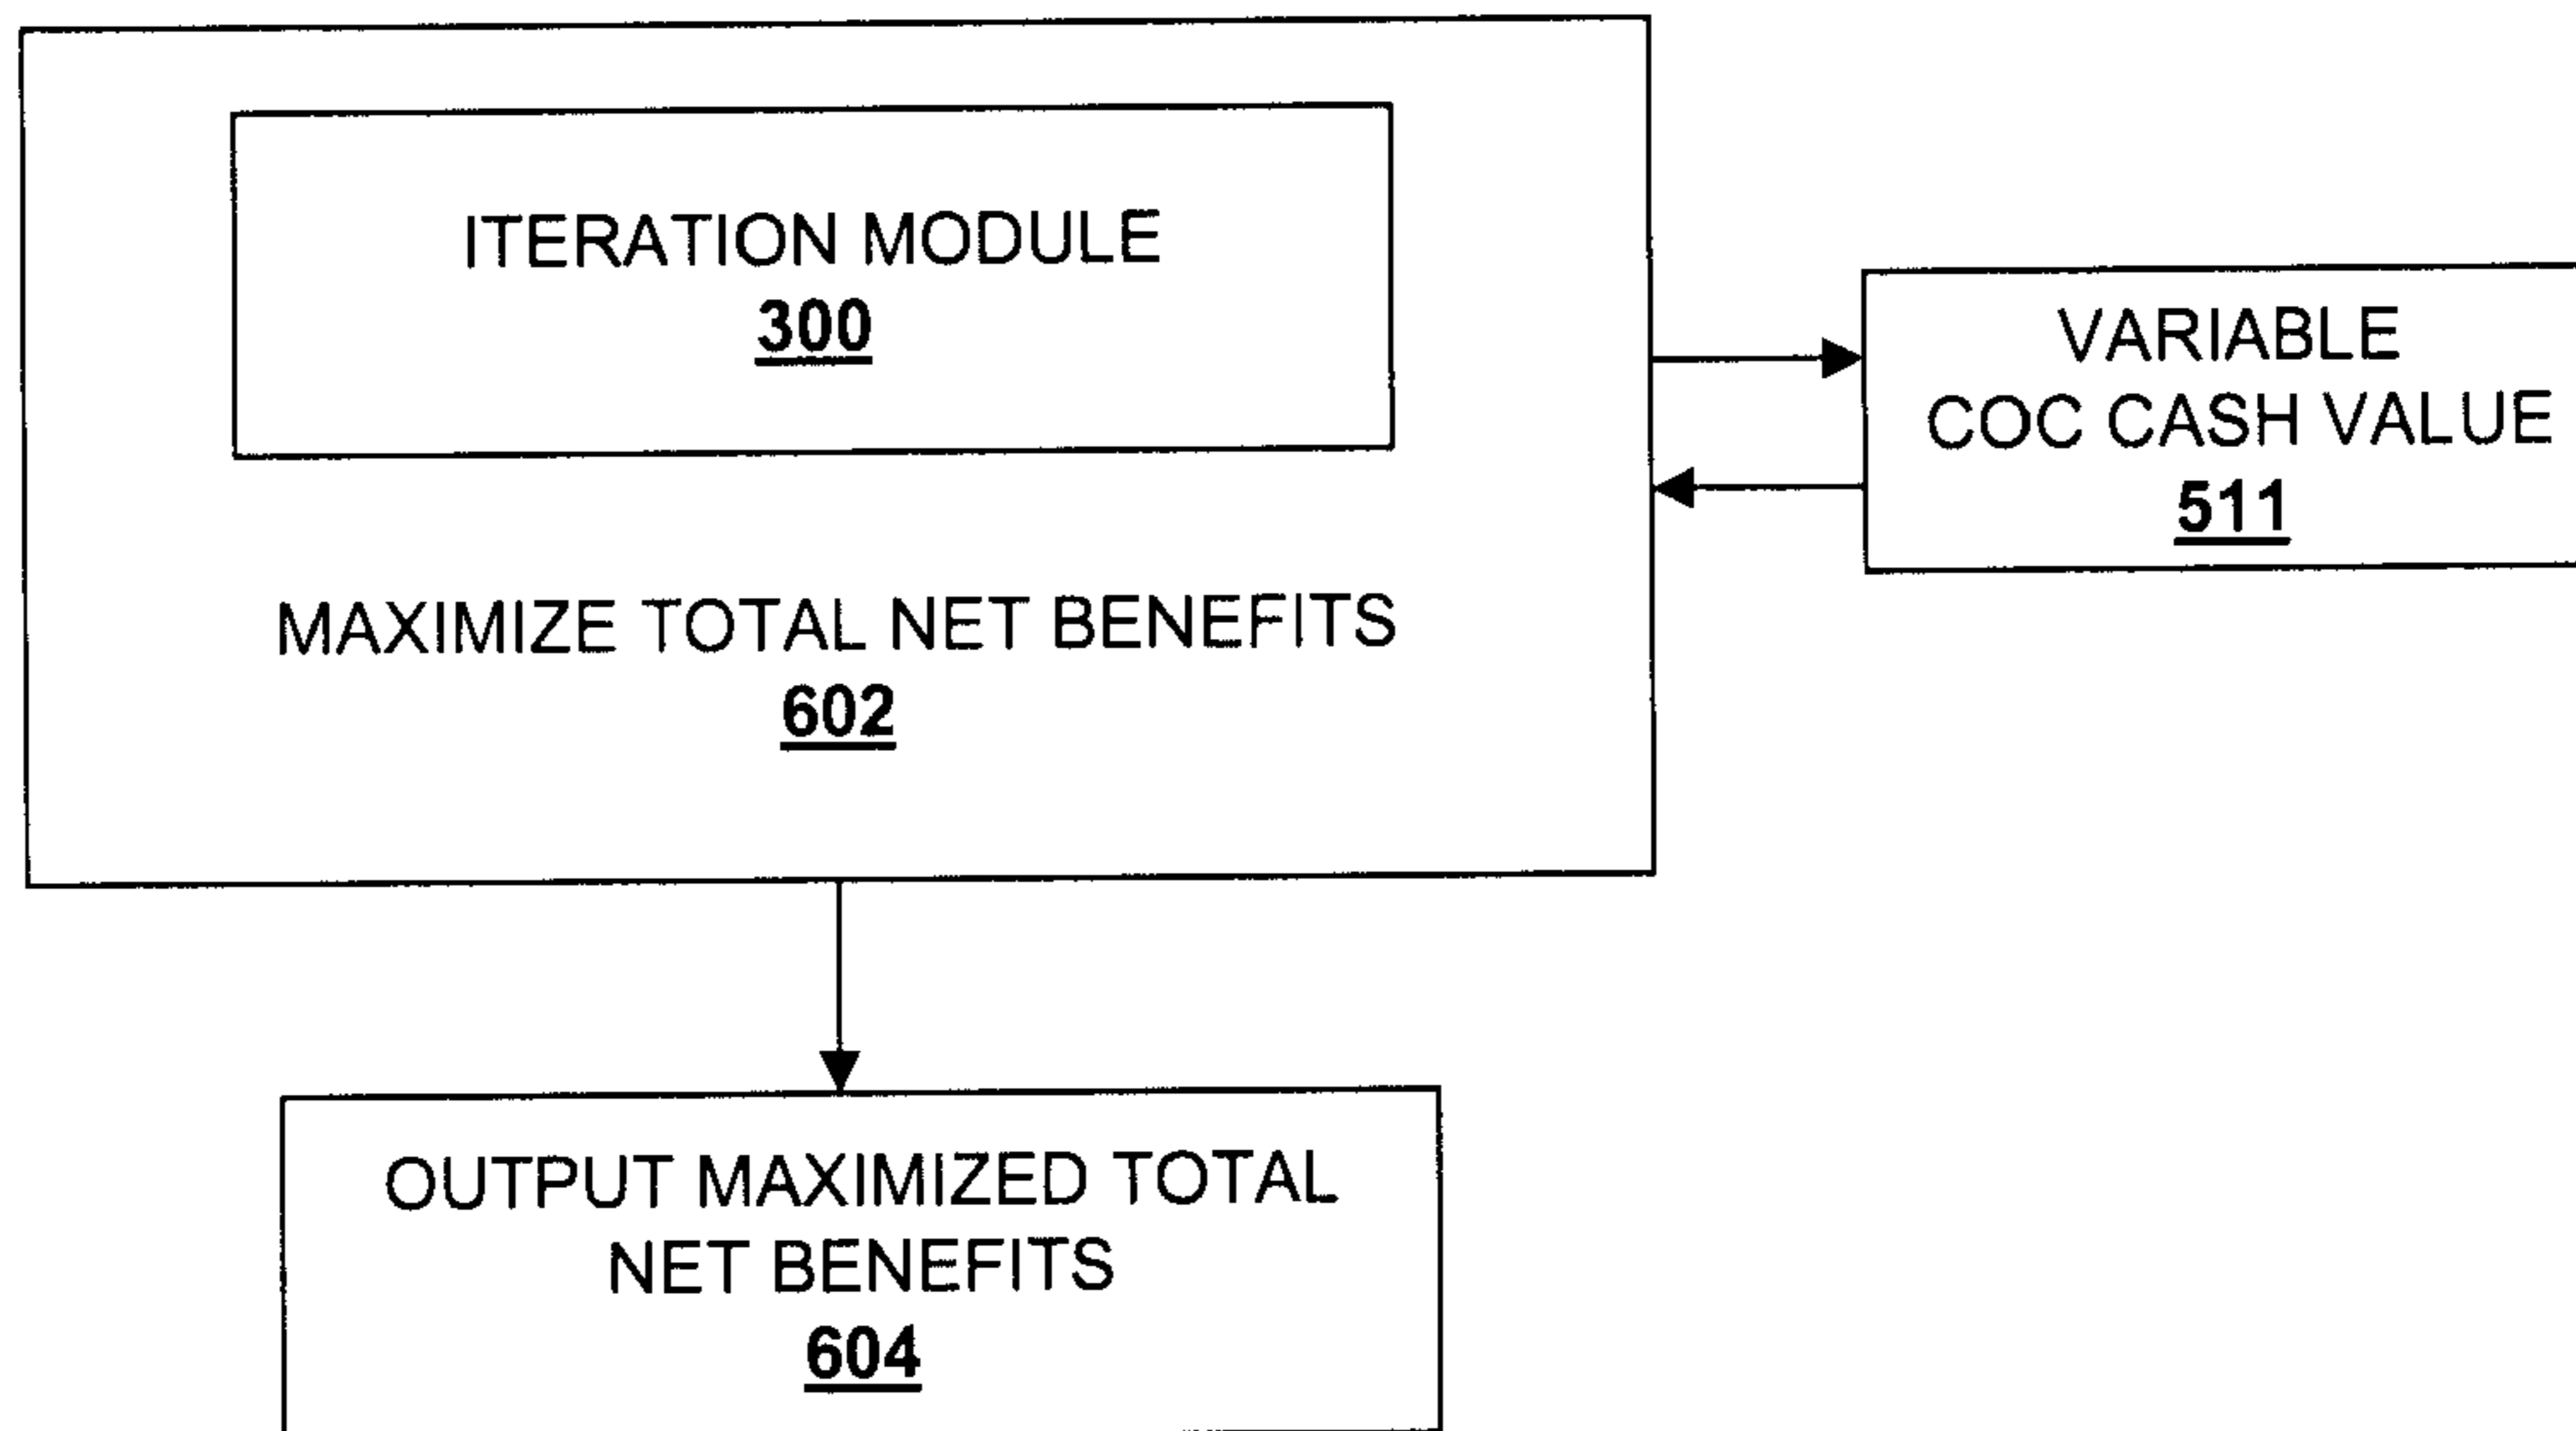 ITERATION MODULE
300
MAXIMIZE TOTAL NET BENEFITS
602
VARIABLE
COC CASH VALUE
511
OUTPUT MAXIMIZED TOTAL
NET BENEFITS
604